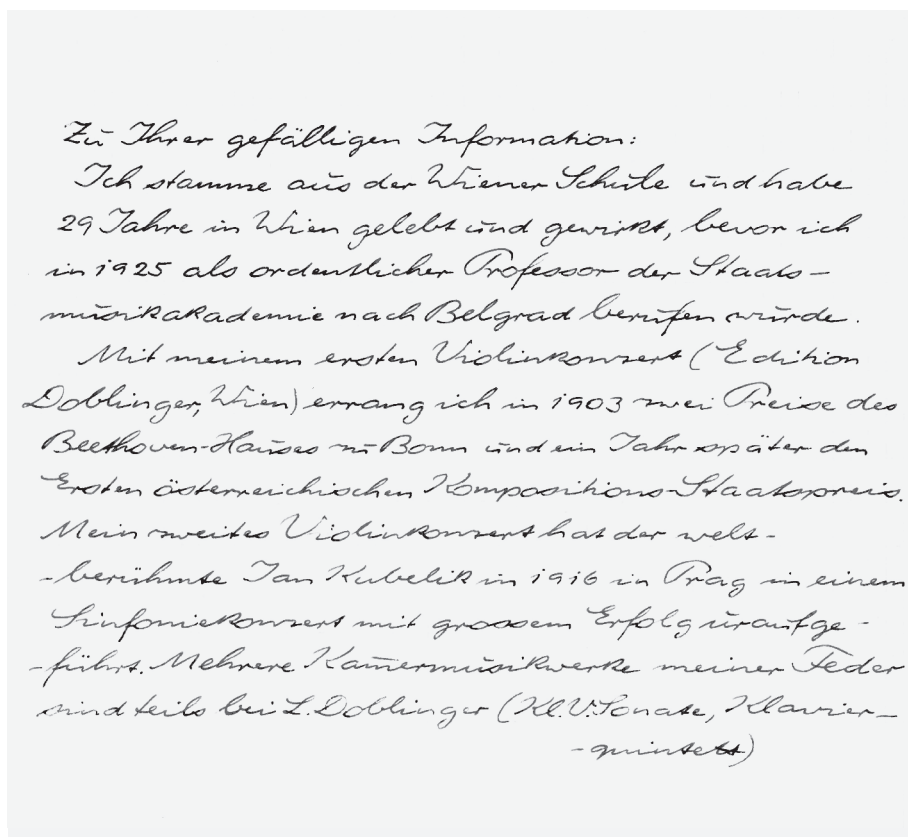 Zu Ihrer gefälligen Information:
Ich stamme aus der Wiener Schule und habe
29 Jahre in Wien gelebt und gewirkt, bevor ich
in 1925 als ordentlicher Professor der Staats-
musikakademie nach Belgrad berufen wurde.
Mit meinem ersten Violinkonzert (Edition
Doblinger, Wien) errang ich in 1903 zwei Preise des
Beethoven-Hauses zu Bonn und ein Jahr später den
Ersten österreichischen Kompositions-Staatspreis.
Mein zweites Violinkonzert hat der welt-
-berühmte Jan Kubelik in 1916 in Prag in einem
Sinfoniekonzert mit grossem Erfolg uraufge-
-führt. Mehrere Kam̄ermusikwerke meiner Feder
sind teils bei L. Doblinger (Kl. V. Sonate, Klavier-
-quintett)